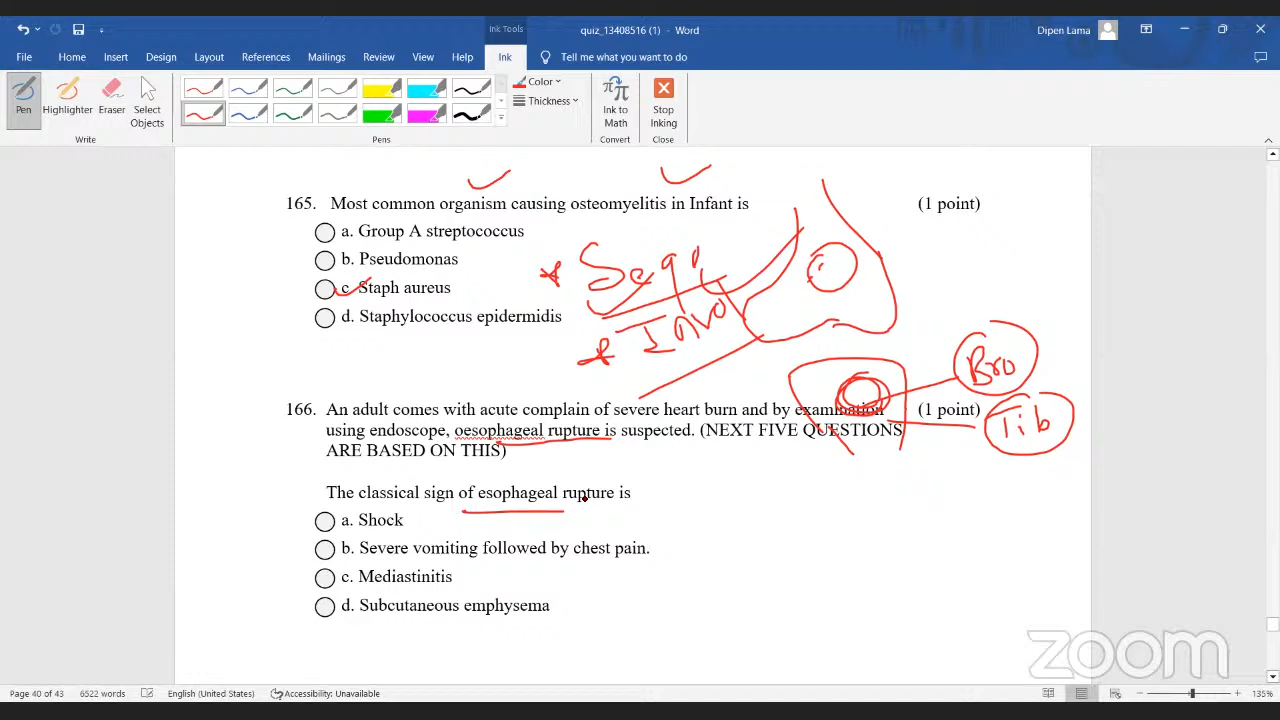 Ink Tools
quiz_13408516 (1) - Word
Dipen Lama
File Home Insert Design Layout References Mailings Review View Help Ink Tell me what you want to do
Pen Highlighter Eraser Select Objects
Color
Thickness
Ink to Math
Stop Inking
Write Pens Convert Close
165. Most common organism causing osteomyelitis in Infant is (1 point)
a. Group A streptococcus
b. Pseudomonas
c. Staph aureus
d. Staphylococcus epidermidis
Sequ
Invo
Bro
Tib
166. An adult comes with acute complain of severe heart burn and by examination (1 point)
using endoscope, oesophageal rupture is suspected. (NEXT FIVE QUESTIONS
ARE BASED ON THIS)
The classical sign of esophageal rupture is
a. Shock
b. Severe vomiting followed by chest pain.
c. Mediastinitis
d. Subcutaneous emphysema
zoom
Page 40 of 43 6522 words English (United States) Accessibility: Unavailable 135%